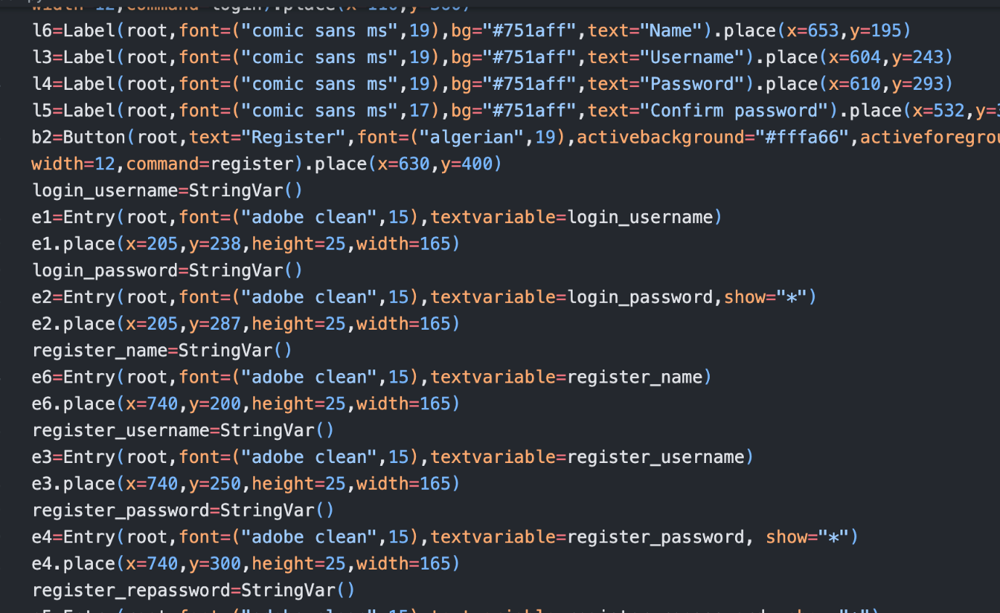 width=12,command=login).place(x=110,y=300)
l6=Label(root,font=("comic sans ms",19),bg="#751aff",text="Name").place(x=653,y=195)
l3=Label(root,font=("comic sans ms",19),bg="#751aff",text="Username").place(x=604,y=243)
l4=Label(root,font=("comic sans ms",19),bg="#751aff",text="Password").place(x=610,y=293)
l5=Label(root,font=("comic sans ms",17),bg="#751aff",text="Confirm password").place(x=532,y=
b2=Button(root,text="Register",font=("algerian",19),activebackground="#fffa66",activeforegrou
width=12,command=register).place(x=630,y=400)
login_username=StringVar()
e1=Entry(root,font=("adobe clean",15),textvariable=login_username)
e1.place(x=205,y=238,height=25,width=165)
login_password=StringVar()
e2=Entry(root,font=("adobe clean",15),textvariable=login_password,show="*")
e2.place(x=205,y=287,height=25,width=165)
register_name=StringVar()
e6=Entry(root,font=("adobe clean",15),textvariable=register_name)
e6.place(x=740,y=200,height=25,width=165)
register_username=StringVar()
e3=Entry(root,font=("adobe clean",15),textvariable=register_username)
e3.place(x=740,y=250,height=25,width=165)
register_password=StringVar()
e4=Entry(root,font=("adobe clean",15),textvariable=register_password, show="*")
e4.place(x=740,y=300,height=25,width=165)
register_repassword=StringVar()